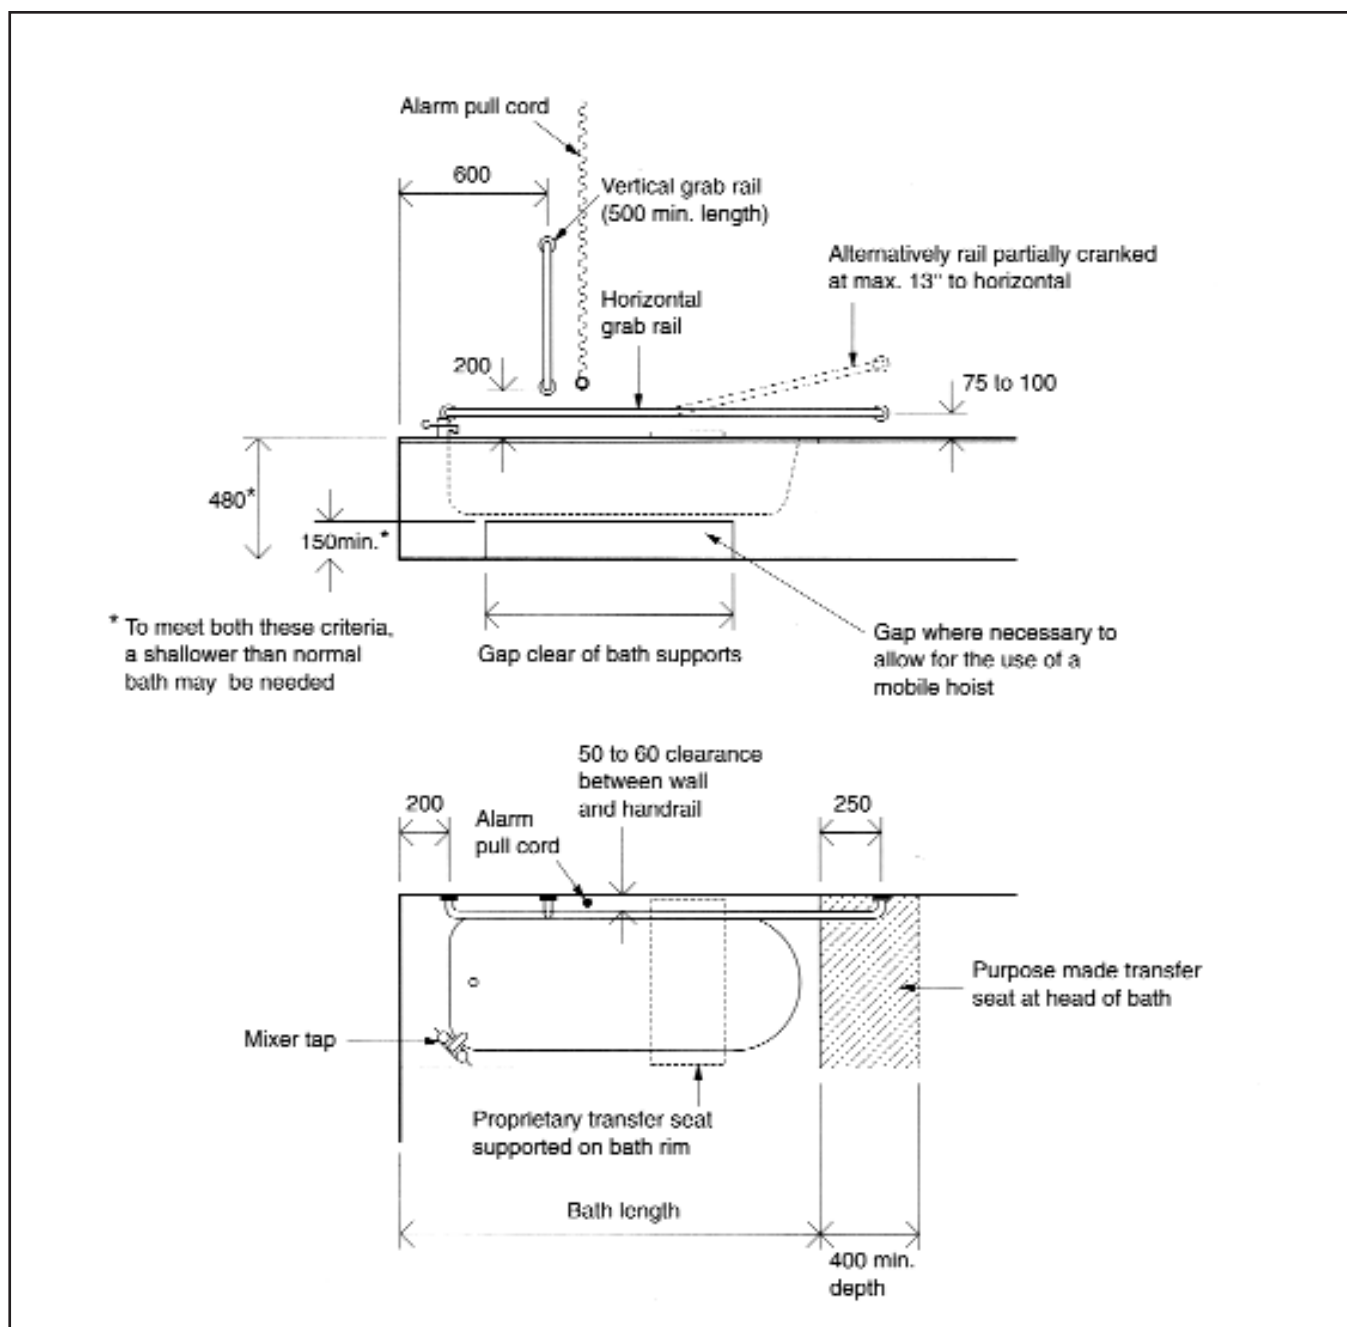 Alarm pull cord
600
Vertical grab rail
(500 min. length)
Alternatively rail partially cranked
at max. 13" to horizontal
Horizontal
grab rail
200
75 to 100
480*
150min.*
* To meet both these criteria,
a shallower than normal
bath may be needed
Gap clear of bath supports
Gap where necessary to
allow for the use of a
mobile hoist
50 to 60 clearance
between wall
and handrail
200
Alarm
pull cord
250
Purpose made transfer
seat at head of bath
Mixer tap
Proprietary transfer seat
supported on bath rim
Bath length
400 min.
depth